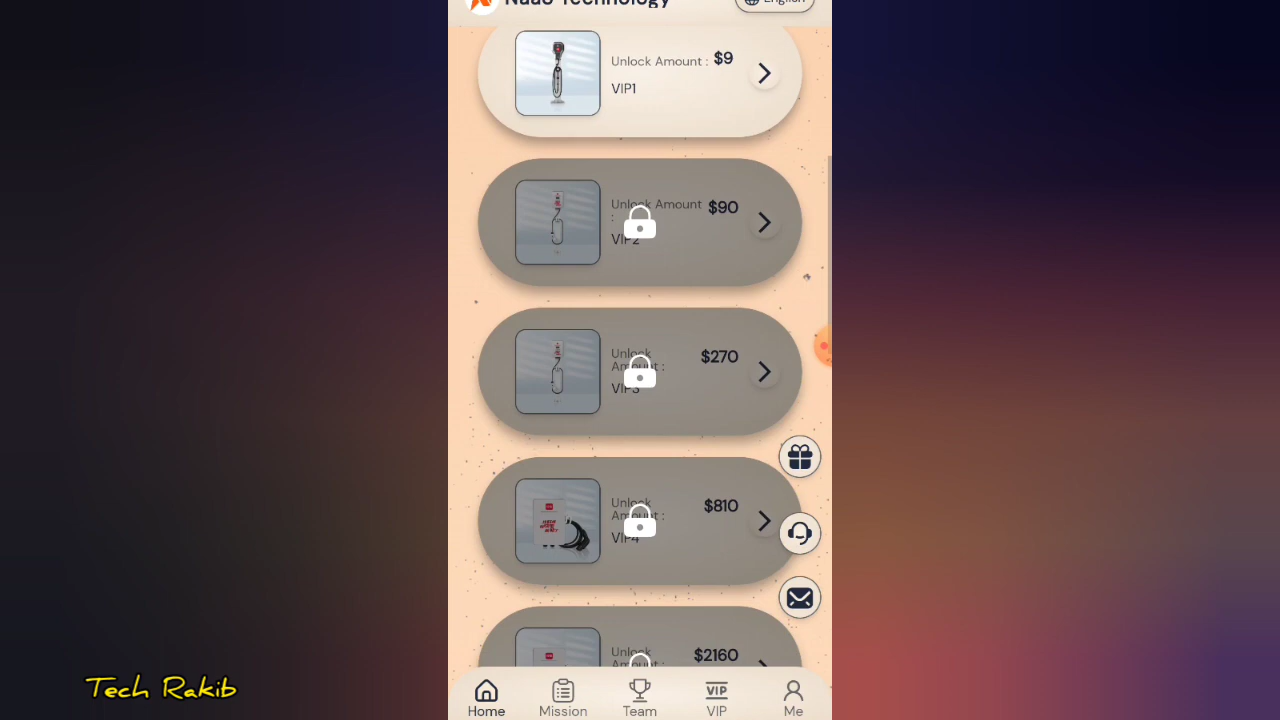 Naao Technology
English
Unlock Amount : $9
VIP1
Unlock Amount : $90
VIP2
Unlock Amount : $270
VIP3
Unlock Amount : $810
VIP4
Unlock Amount : $2160
Home Mission Team VIP VIP Me
Tech Rakib